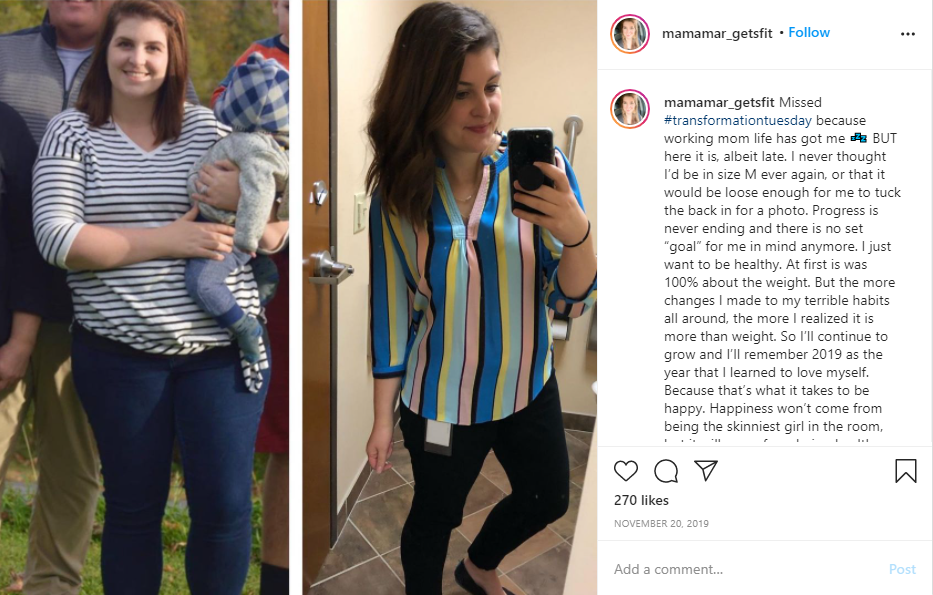 mamamar_getsfit • Follow
mamamar_getsfit Missed
#transformationtuesday because
working mom life has got me 💤 BUT
here it is, albeit late. I never thought
I'd be in size M ever again, or that it
would be loose enough for me to tuck
the back in for a photo. Progress is
never ending and there is no set
"goal" for me in mind anymore. I just
want to be healthy. At first is was
100% about the weight. But the more
changes I made to my terrible habits
all around, the more I realized it is
more than weight. So I'll continue to
grow and I'll remember 2019 as the
year that I learned to love myself.
Because that's what it takes to be
happy. Happiness won't come from
being the skinniest girl in the room,
270 likes
NOVEMBER 20, 2019
Add a comment... Post